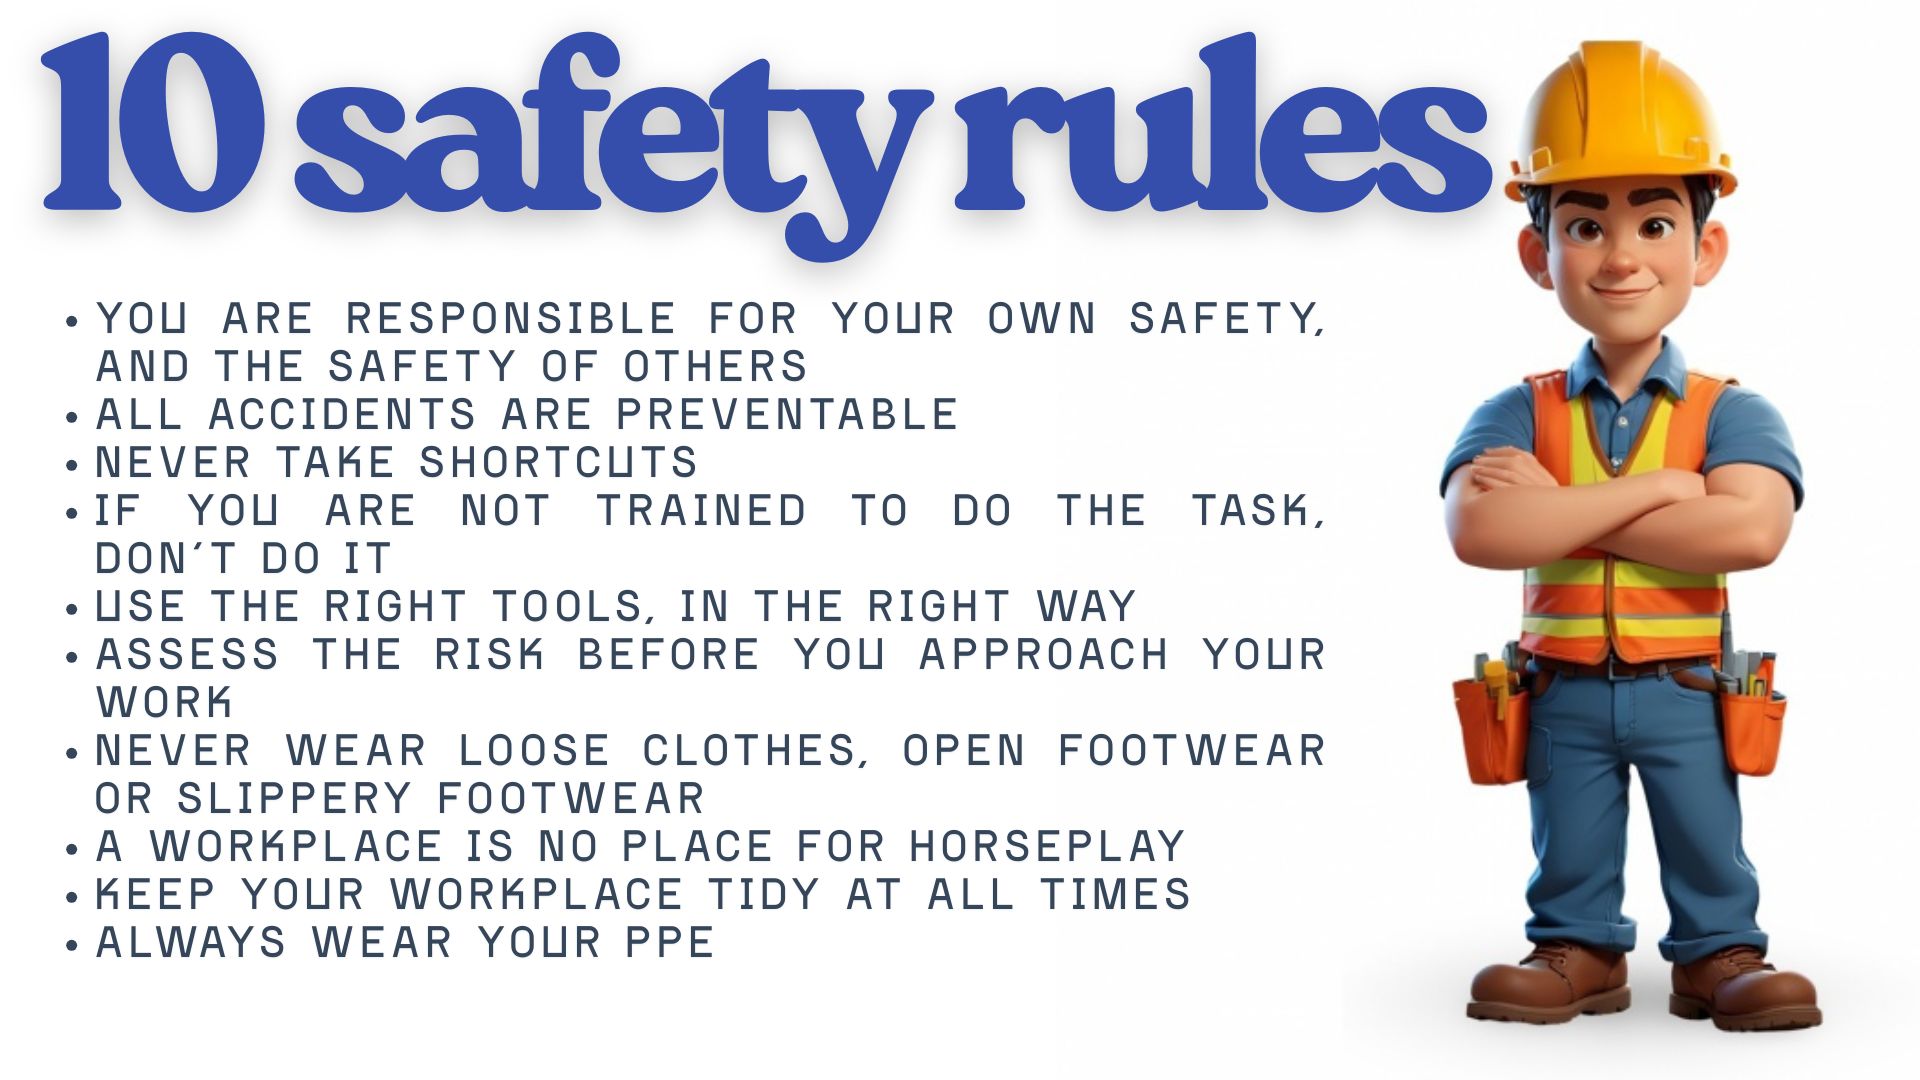 10 safety rules
• YOU ARE RESPONSIBLE FOR YOUR OWN SAFETY,
AND THE SAFETY OF OTHERS
• ALL ACCIDENTS ARE PREVENTABLE
• NEVER TAKE SHORTCUTS
• IF YOU ARE NOT TRAINED TO DO THE TASK,
DON'T DO IT
• USE THE RIGHT TOOLS, IN THE RIGHT WAY
• ASSESS THE RISK BEFORE YOU APPROACH YOUR
WORK
• NEVER WEAR LOOSE CLOTHES, OPEN FOOTWEAR
OR SLIPPERY FOOTWEAR
• A WORKPLACE IS NO PLACE FOR HORSEPLAY
• KEEP YOUR WORKPLACE TIDY AT ALL TIMES
• ALWAYS WEAR YOUR PPE